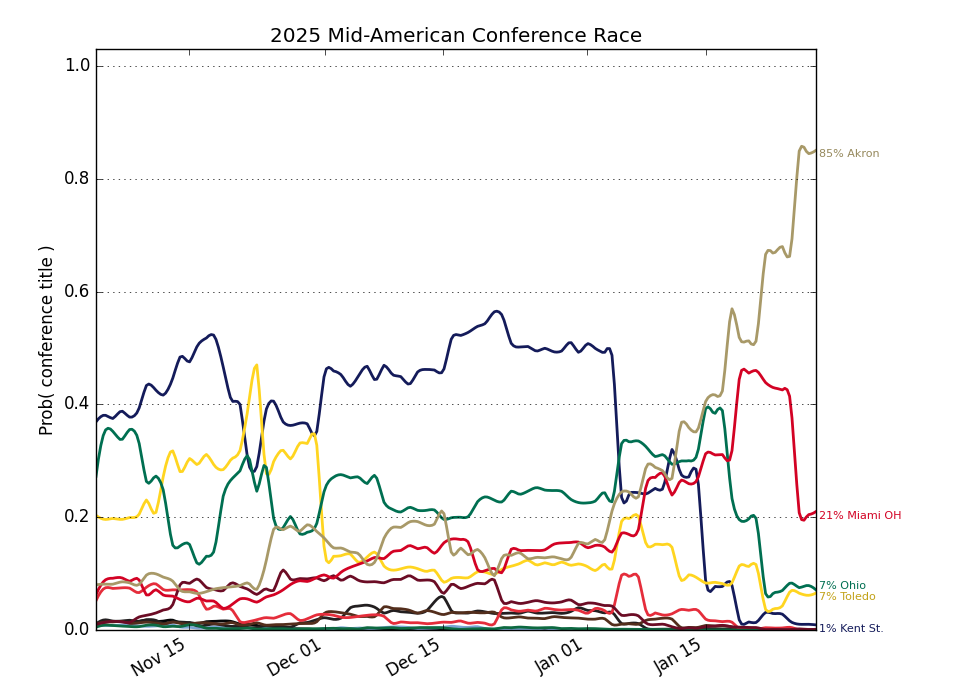 2025 Mid-American Conference Race
Prob( conference title )
1.0
0.8
0.6
0.4
0.2
0.0
Nov 15
Dec 01
Dec 15
Jan 01
Jan 15
85% Akron
21% Miami OH
7% Ohio
7% Toledo
1% Kent St.